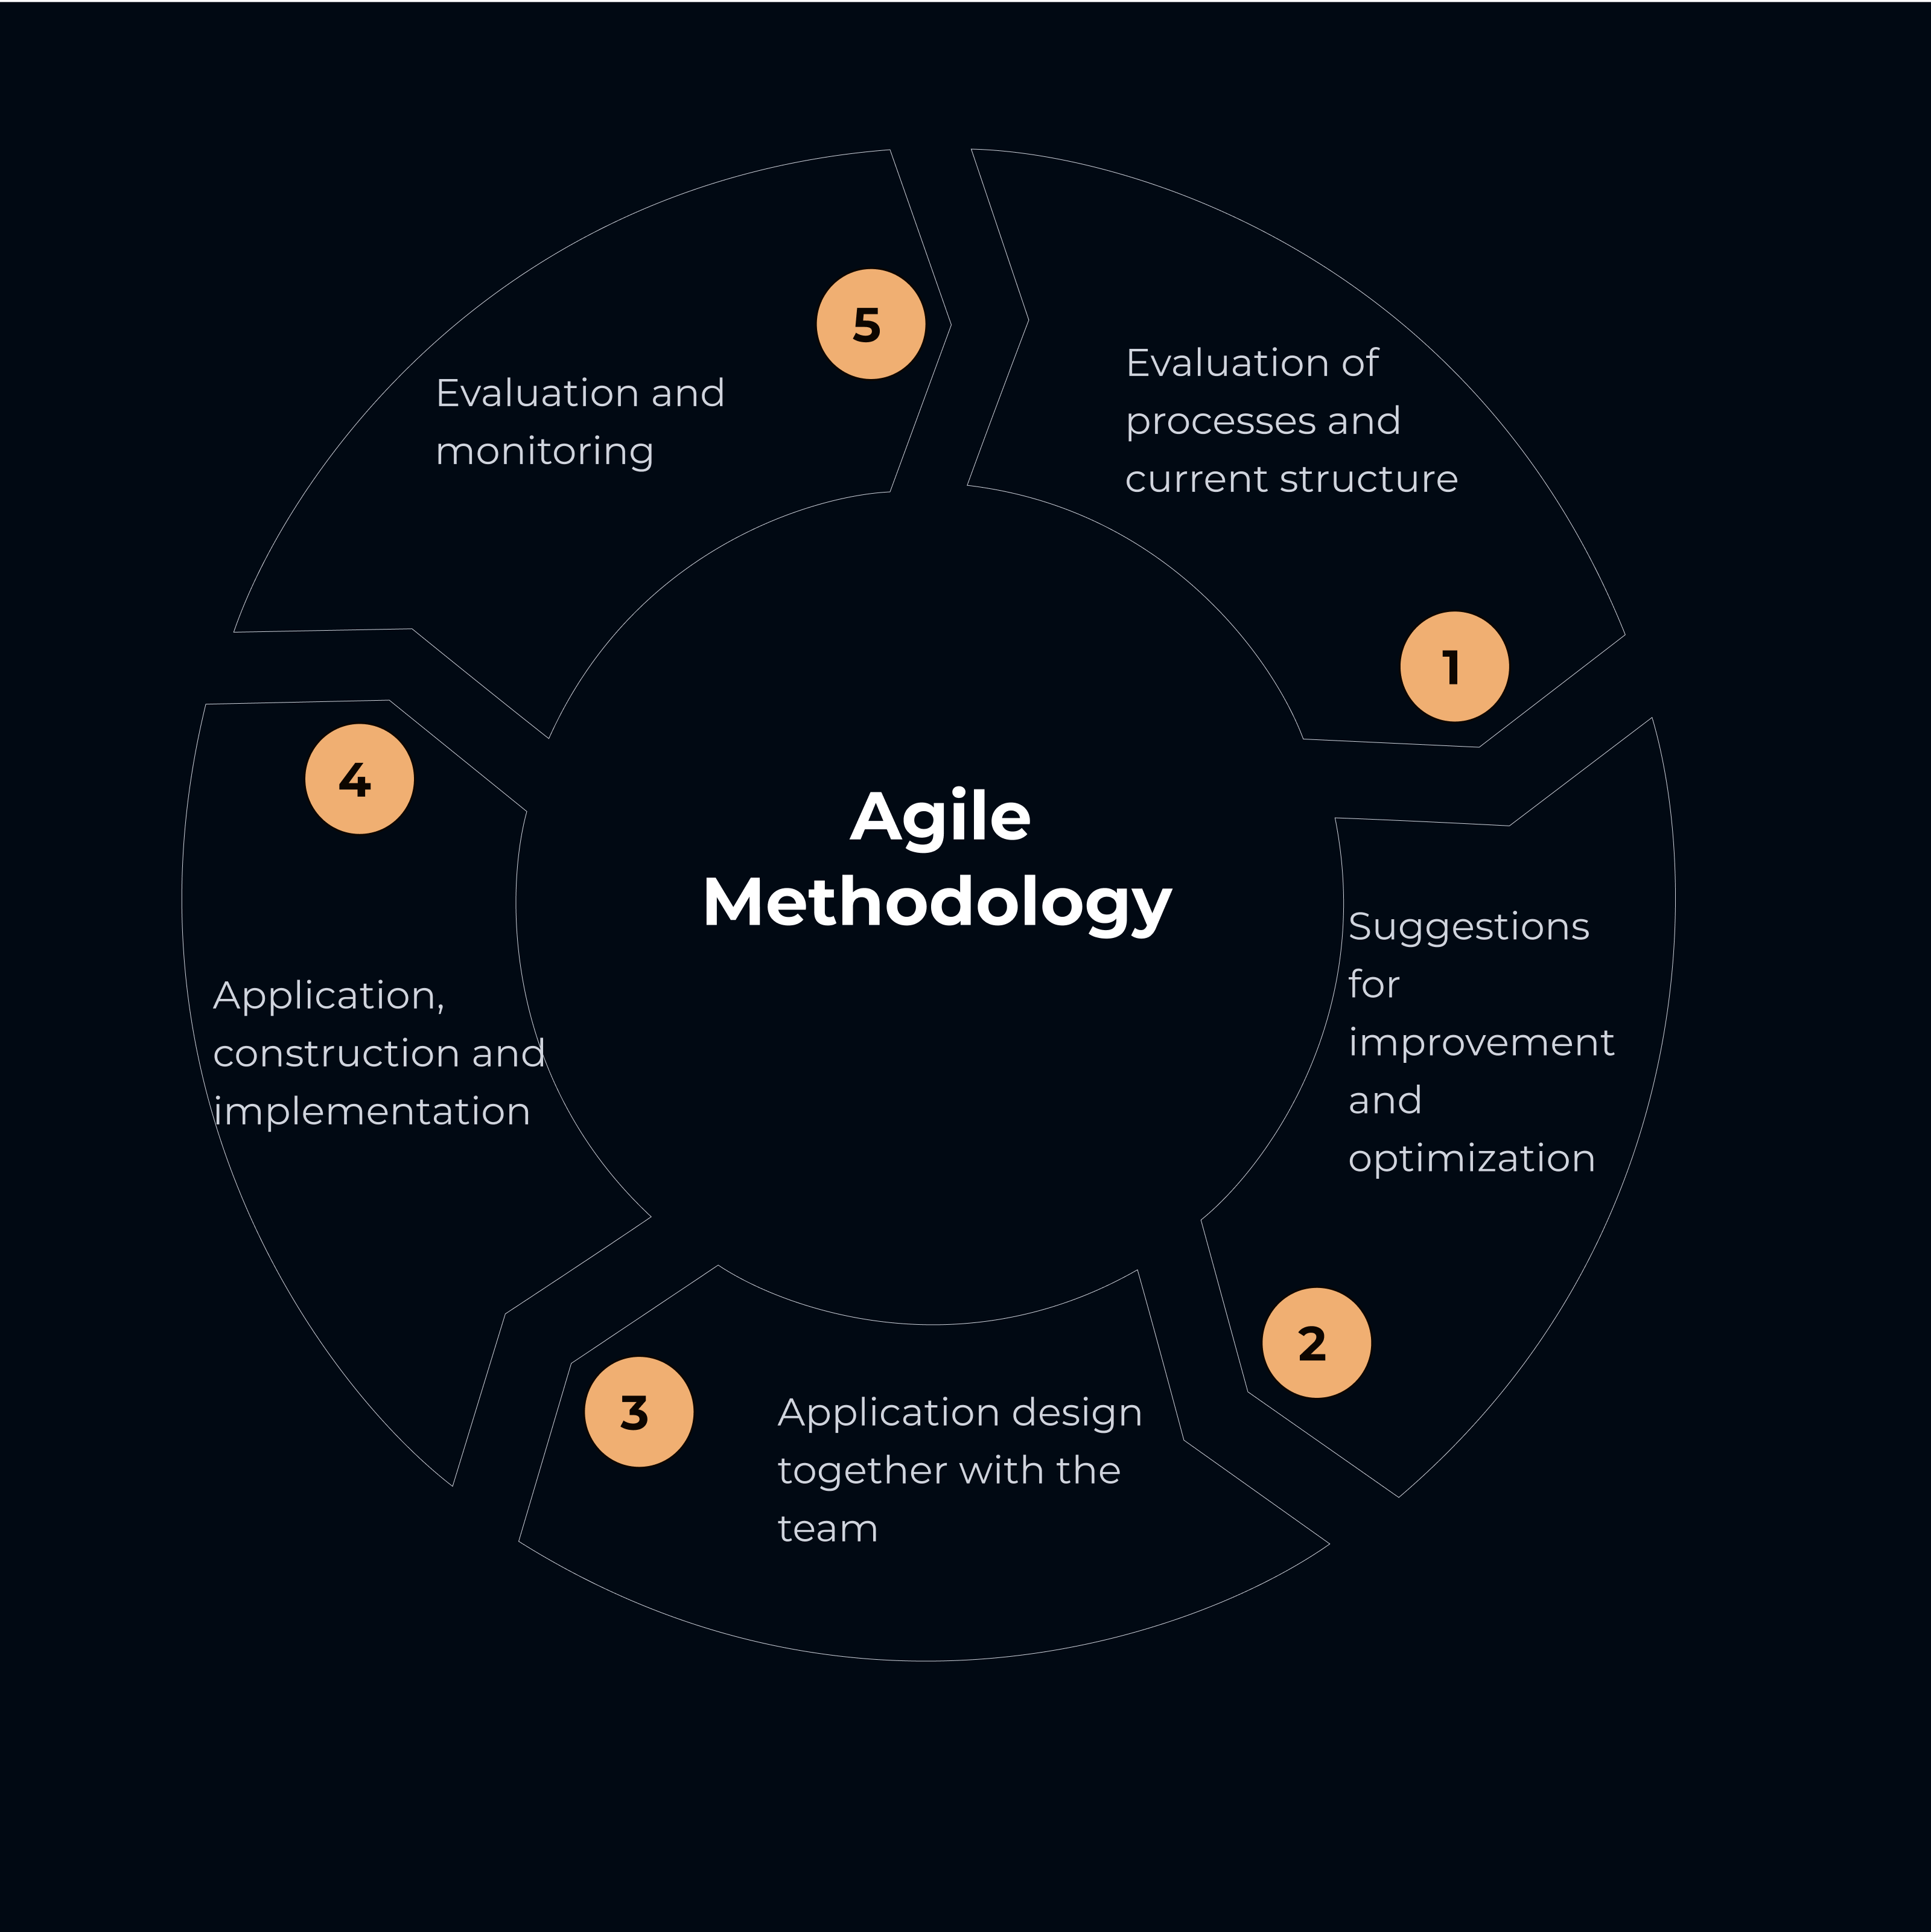 Agile
Methodology
1
Evaluation of
processes and
current structure
2
Suggestions
for
improvement
and
optimization
3
Application design
together with the
team
4
Application,
construction and
implementation
5
Evaluation and
monitoring